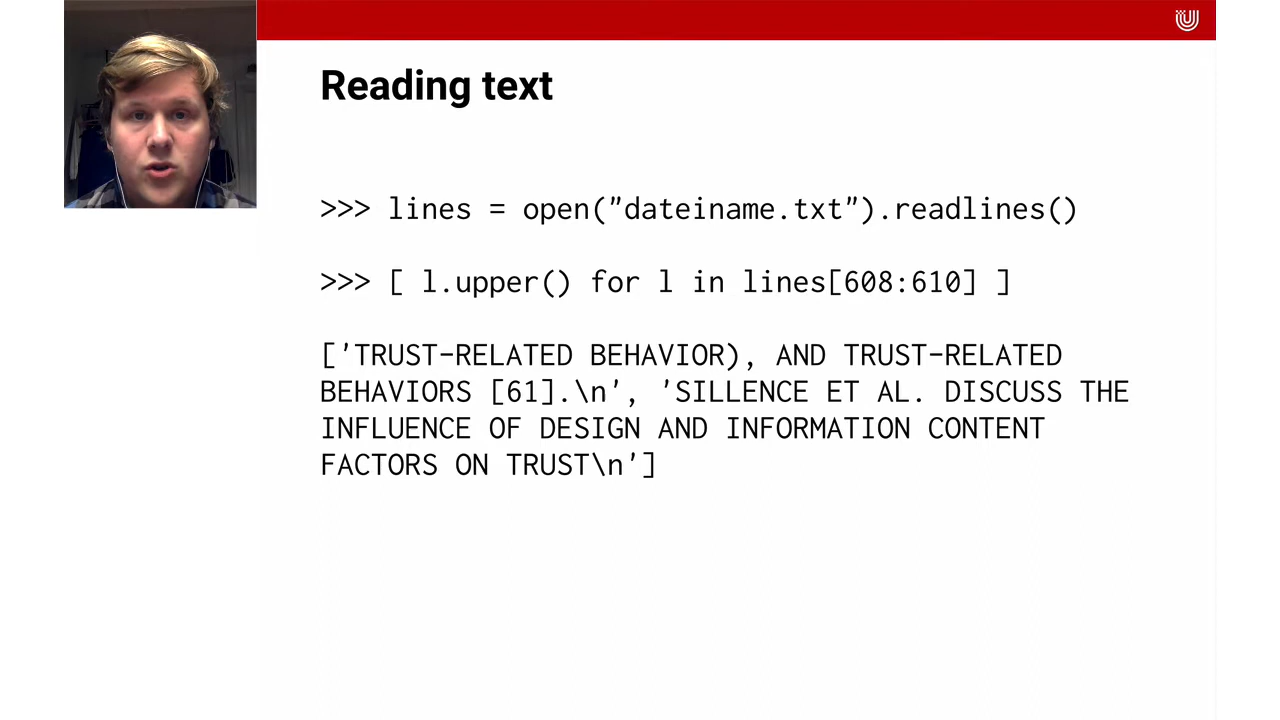 Reading text
>>> lines = open("dateiname.txt").readlines()
>>> [ l.upper() for l in lines[608:610] ]
['TRUST-RELATED BEHAVIOR), AND TRUST-RELATED
BEHAVIORS [61].\n', 'SILLENCE ET AL. DISCUSS THE
INFLUENCE OF DESIGN AND INFORMATION CONTENT
FACTORS ON TRUST\n']